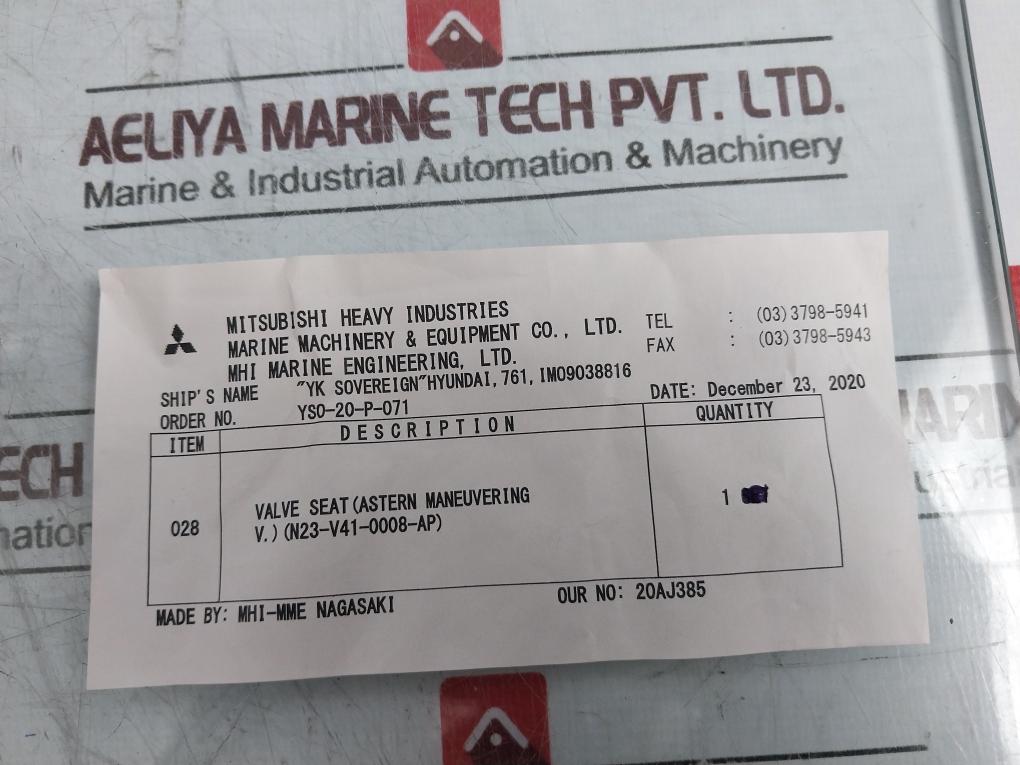 AELIYA MARINE TECH PVT. LTD.
Marine & Industrial Automation & Machinery
MITSUBISHI HEAVY INDUSTRIES
MARINE MACHINERY & EQUIPMENT CO., LTD.
MHI MARINE ENGINEERING, LTD.
TEL : (03)3798-5941
FAX : (03)3798-5943
SHIP'S NAME "YK SOVEREIGN"HYUNDAI, 761, IMO9038816
ORDER NO. YSO-20-P-071
DATE: December 23, 2020
ITEM DESCRIPTION QUANTITY
028
VALVE SEAT(ASTERN MANEUVERING
V.)(N23-V41-0008-AP)
1
MADE BY: MHI-MME NAGASAKI
OUR NO: 20AJ385
ECH
nation
MARIN